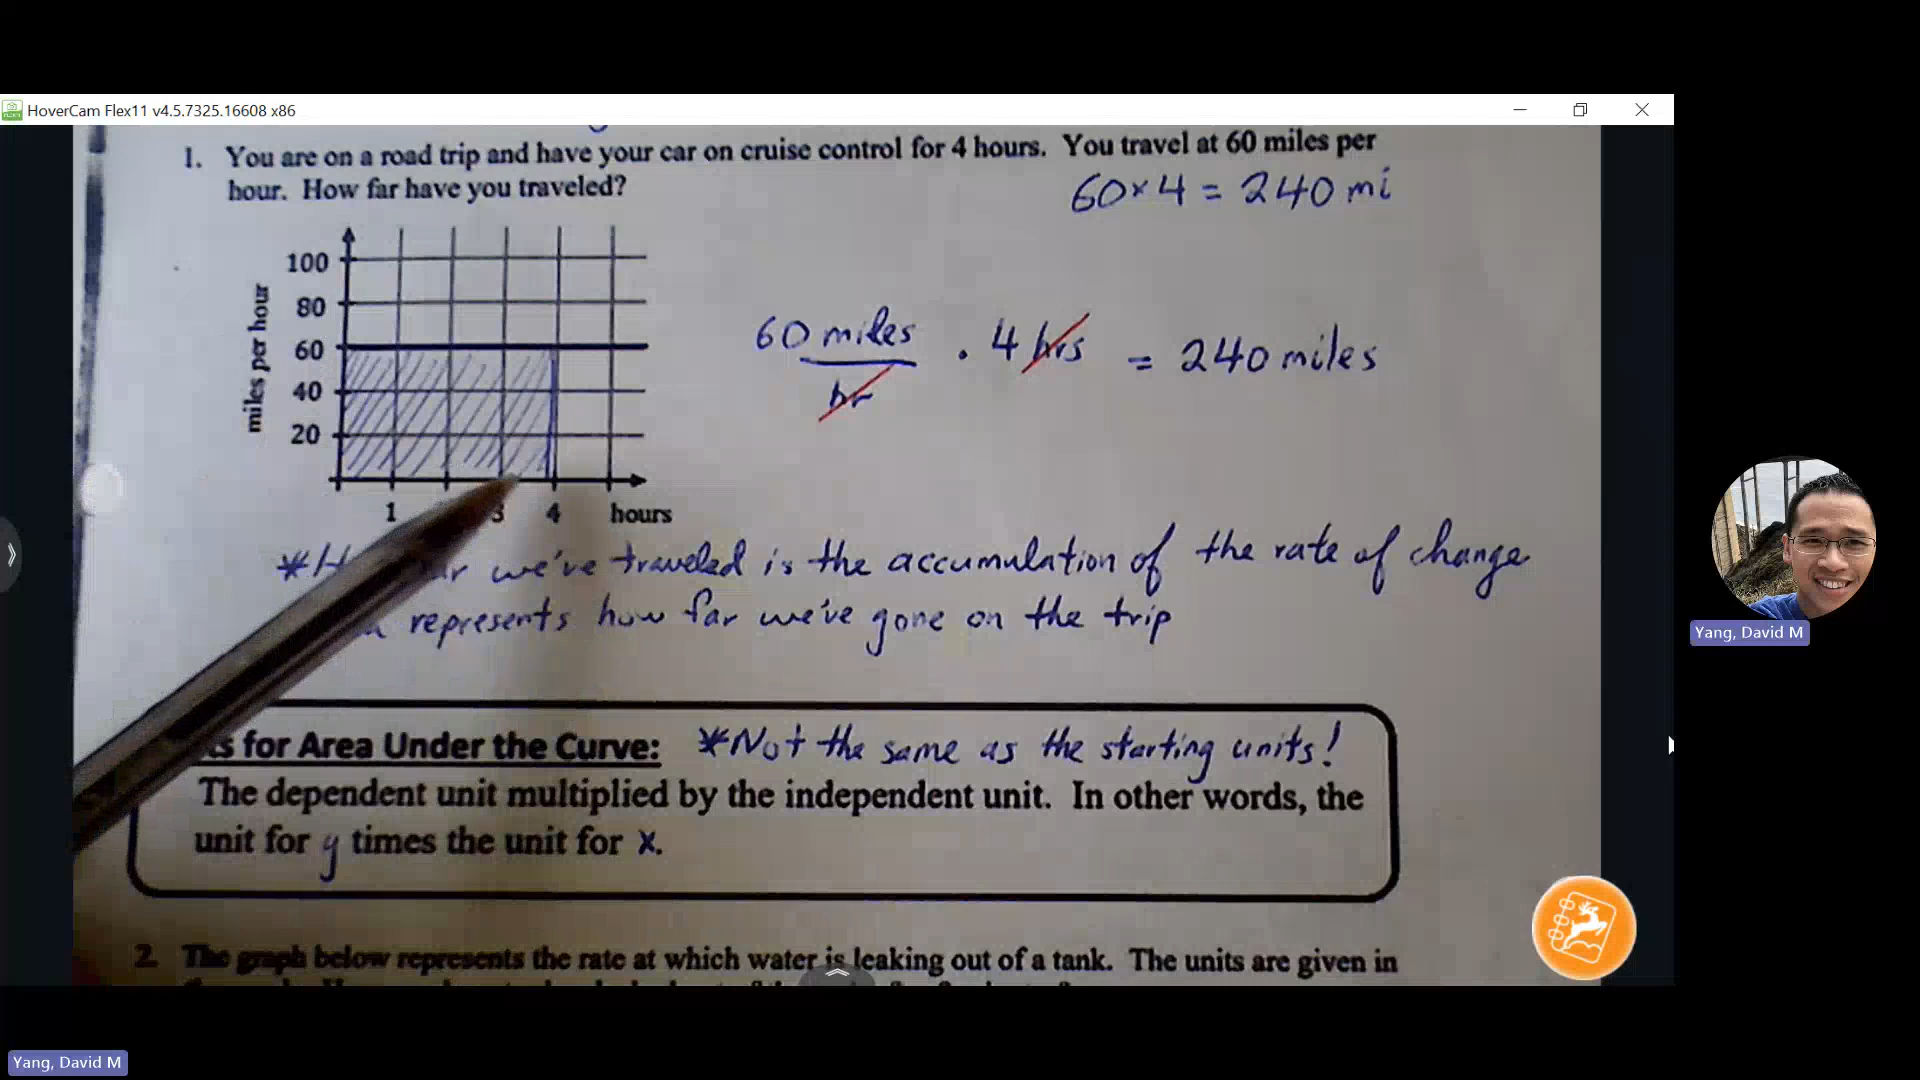 HoverCam Flex11 v4.5.7325.16608 x86
1. You are on a road trip and have your car on cruise control for 4 hours. You travel at 60 miles per
hour. How far have you traveled?
60 × 4 = 240 mi
100
80
60
40
20
miles per hour
1 3 4 hours
60 miles / hr · 4 hrs = 240 miles
we've traveled is the accumulation of the rate of change
represents how far we've gone on the trip
for Area Under the Curve: *Not the same as the starting units!
The dependent unit multiplied by the independent unit. In other words, the
unit for y times the unit for x.
2. The graph below represents the rate at which water is leaking out of a tank. The units are given in
Yang, David M
Yang, David M